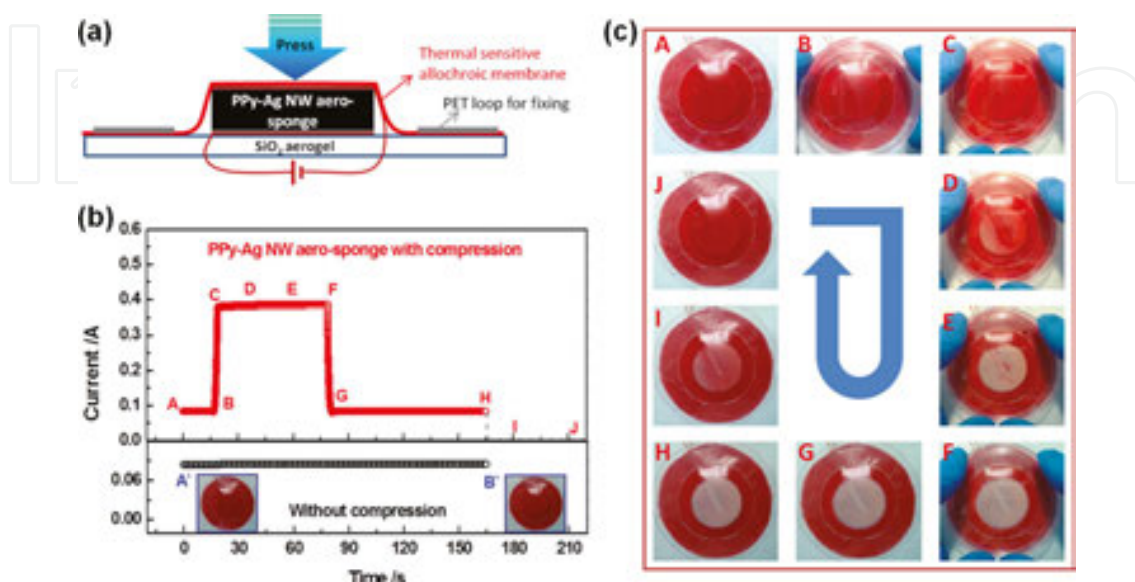 (a)
Press
Thermal sensitive
allochroic membrane
PPy-Ag NW aero-
sponge
PET loop for fixing
SiO₂ aerogel
(b)
PPy-Ag NW aero-sponge with compression
Current /A
0.6
0.5
0.4
0.3
0.2
0.1
0.0
0.06
0.00
A
B
C
D
E
F
G
H
I
J
A'
B'
Without compression
0 30 60 90 120 150 180 210
Time /s
(c)
A
B
C
J
D
I
E
H
G
F